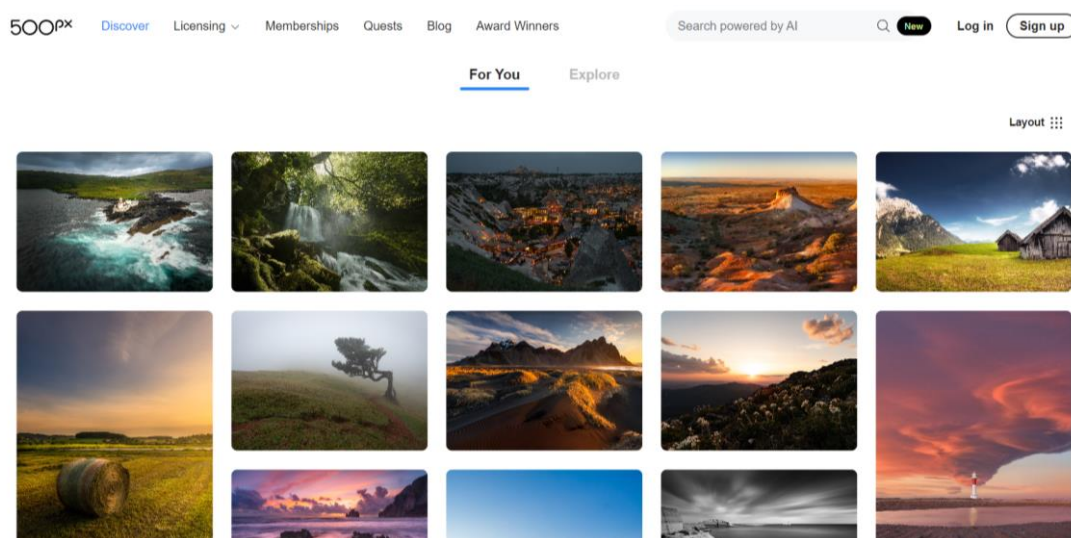 500px Discover Licensing Memberships Quests Blog Award Winners Search powered by AI New Log in Sign up
For You Explore
Layout